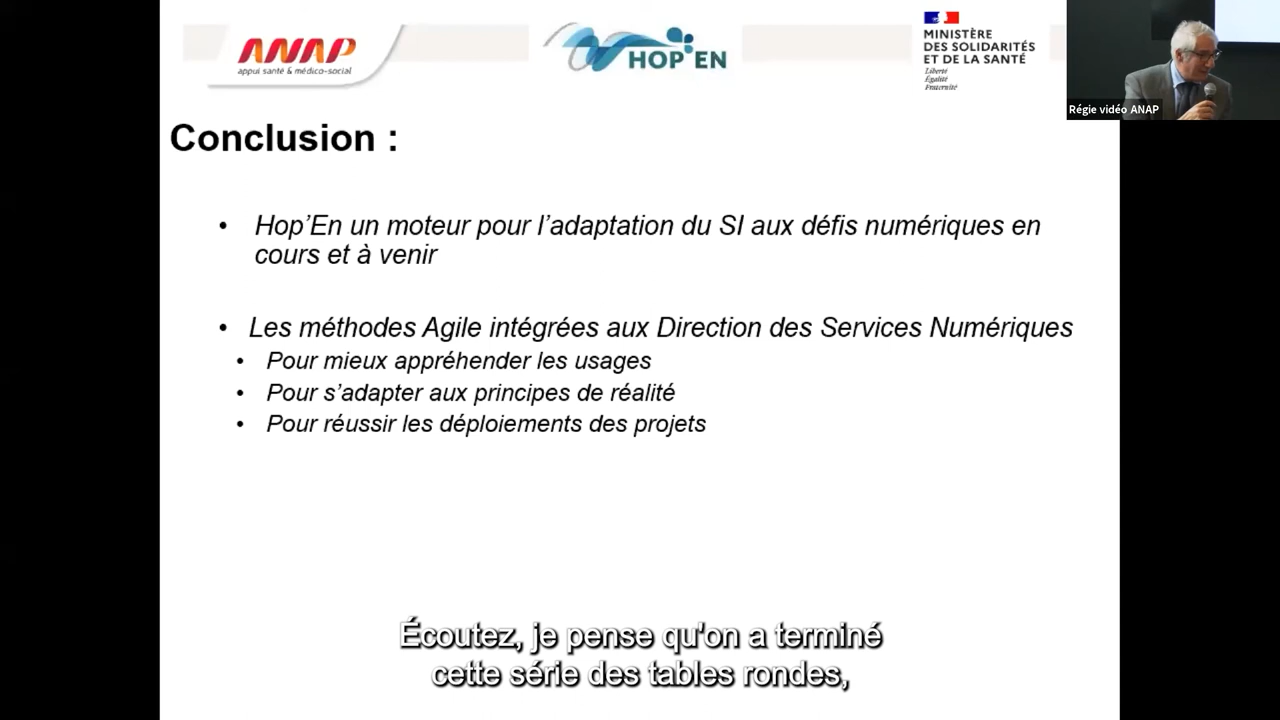 ANAP
appui santé & médico-social
HOP'EN
MINISTÈRE
DES SOLIDARITÉS
ET DE LA SANTÉ
Liberté
Égalité
Fraternité
Régie vidéo ANAP
Conclusion :
• Hop’En un moteur pour l’adaptation du SI aux défis numériques en
cours et à venir
• Les méthodes Agile intégrées aux Direction des Services Numériques
• Pour mieux appréhender les usages
• Pour s’adapter aux principes de réalité
• Pour réussir les déploiements des projets
Écoutez, je pense qu'on a terminé
cette série des tables rondes,